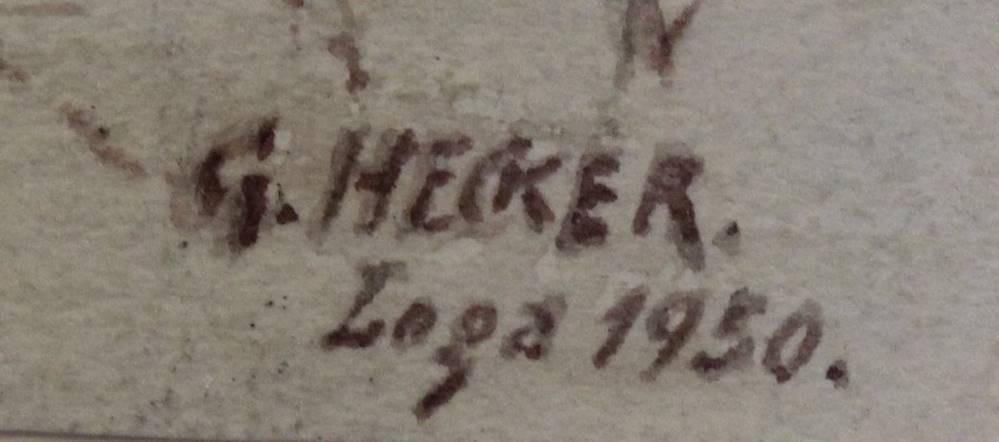 G. HECKER.
Loga 1950.